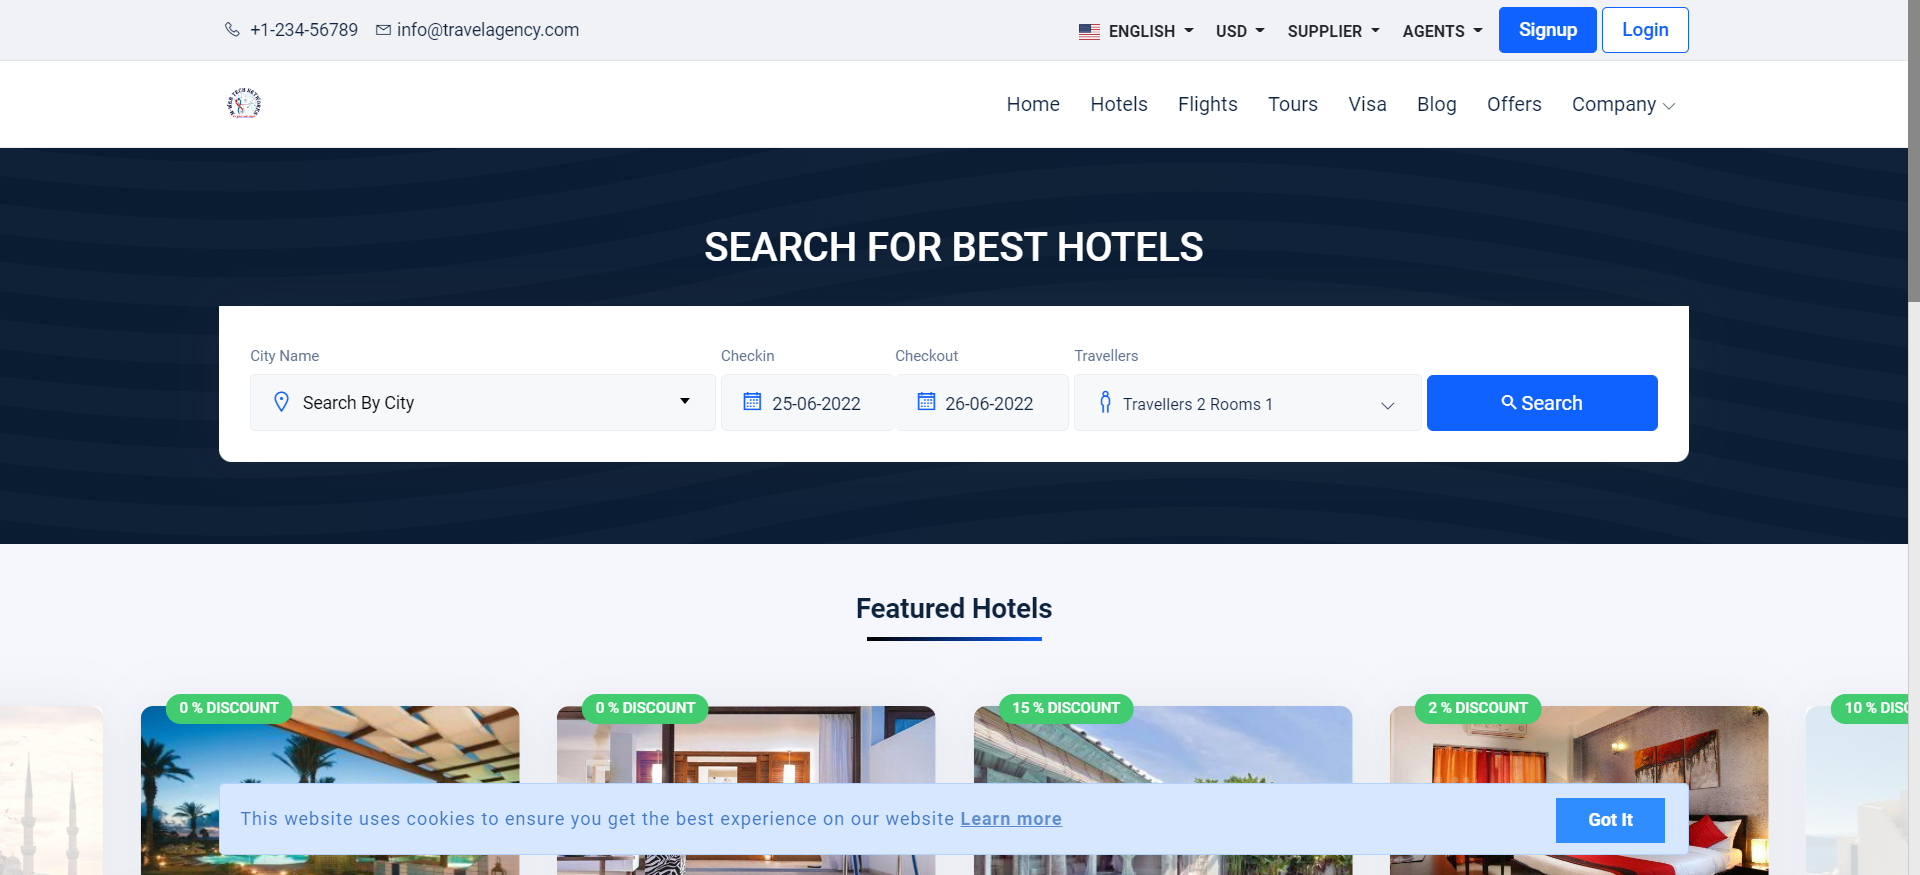 +1-234-56789 info@travelagency.com ENGLISH USD SUPPLIER AGENTS Signup Login
Home Hotels Flights Tours Visa Blog Offers Company
SEARCH FOR BEST HOTELS
City Name Checkin Checkout Travellers
Search By City 25-06-2022 26-06-2022 Travellers 2 Rooms 1 Search
Featured Hotels
0 % DISCOUNT 0 % DISCOUNT 15 % DISCOUNT 2 % DISCOUNT 10 %
This website uses cookies to ensure you get the best experience on our website Learn more Got It